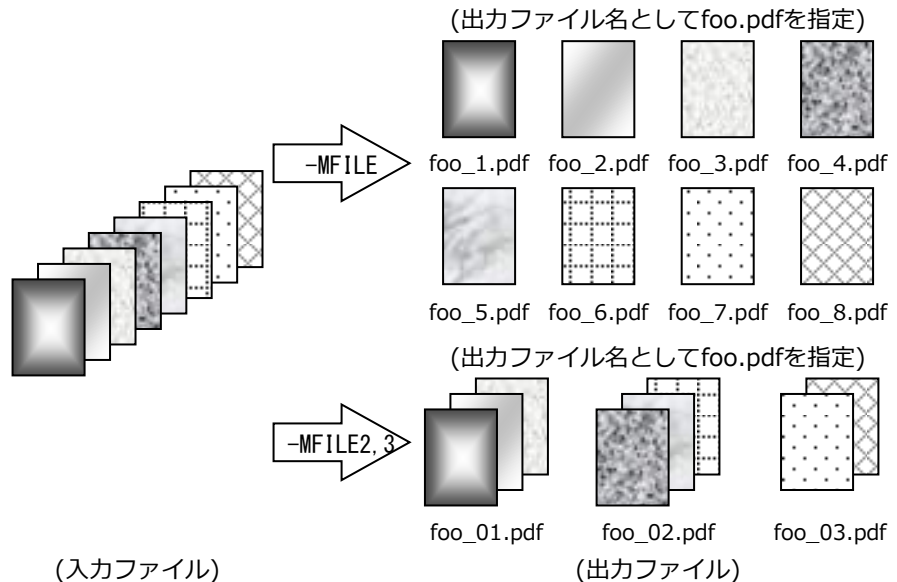 (出力ファイル名としてfoo.pdfを指定)
-MFILE
foo_1.pdf foo_2.pdf foo_3.pdf foo_4.pdf
foo_5.pdf foo_6.pdf foo_7.pdf foo_8.pdf
(出力ファイル名としてfoo.pdfを指定)
-MFILE2,3
foo_01.pdf foo_02.pdf foo_03.pdf
(入力ファイル) (出力ファイル)